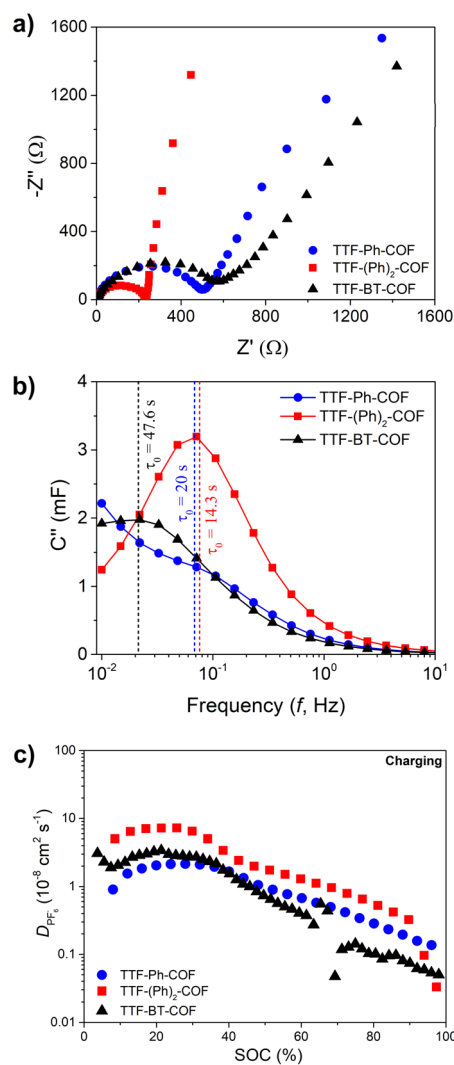 a)
1600
1200
800
400
0
-Z″ (Ω)
TTF-Ph-COF
TTF-(Ph)₂-COF
TTF-BT-COF
0 400 800 1200 1600
Z′ (Ω)
b)
4
3
2
1
0
C″ (mF)
TTF-Ph-COF
TTF-(Ph)₂-COF
TTF-BT-COF
τ₀ = 47.6 s
τ₀ = 20 s
τ₀ = 14.3 s
10⁻² 10⁻¹ 10⁰ 10¹
Frequency (f, Hz)
c)
Charging
100
10
1
0.1
0.01
D_PF₆ (10⁻⁸ cm² s⁻¹)
TTF-Ph-COF
TTF-(Ph)₂-COF
TTF-BT-COF
0 20 40 60 80 100
SOC (%)